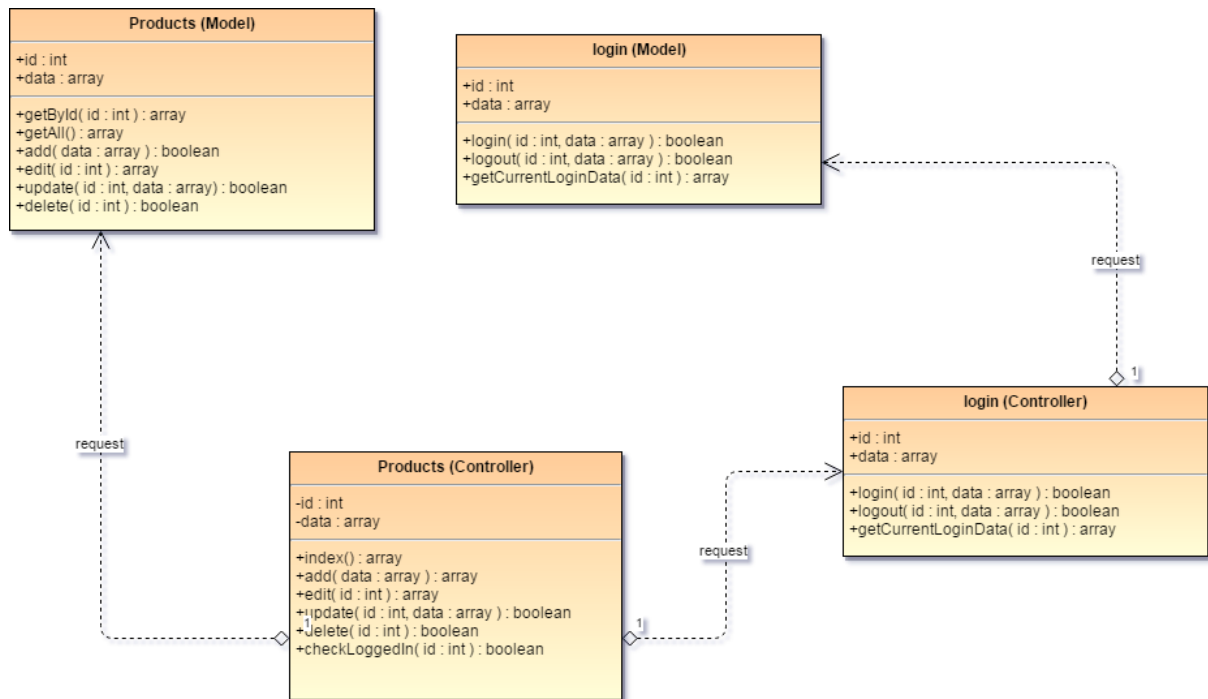 Products (Model)
+id : int
+data : array
+getById( id : int ) : array
+getAll() : array
+add( data : array ) : boolean
+edit( id : int ) : array
+update( id : int, data : array) : boolean
+delete( id : int ) : boolean
login (Model)
+id : int
+data : array
+login( id : int, data : array ) : boolean
+logout( id : int, data : array ) : boolean
+getCurrentLoginData( id : int ) : array
request
1
login (Controller)
+id : int
+data : array
+login( id : int, data : array ) : boolean
+logout( id : int, data : array ) : boolean
+getCurrentLoginData( id : int ) : array
request
Products (Controller)
-id : int
-data : array
+index() : array
+add( data : array ) : array
+edit( id : int ) : array
+update( id : int, data : array ) : boolean
+delete( id : int ) : boolean
+checkLoggedIn( id : int ) : boolean
1
1
request